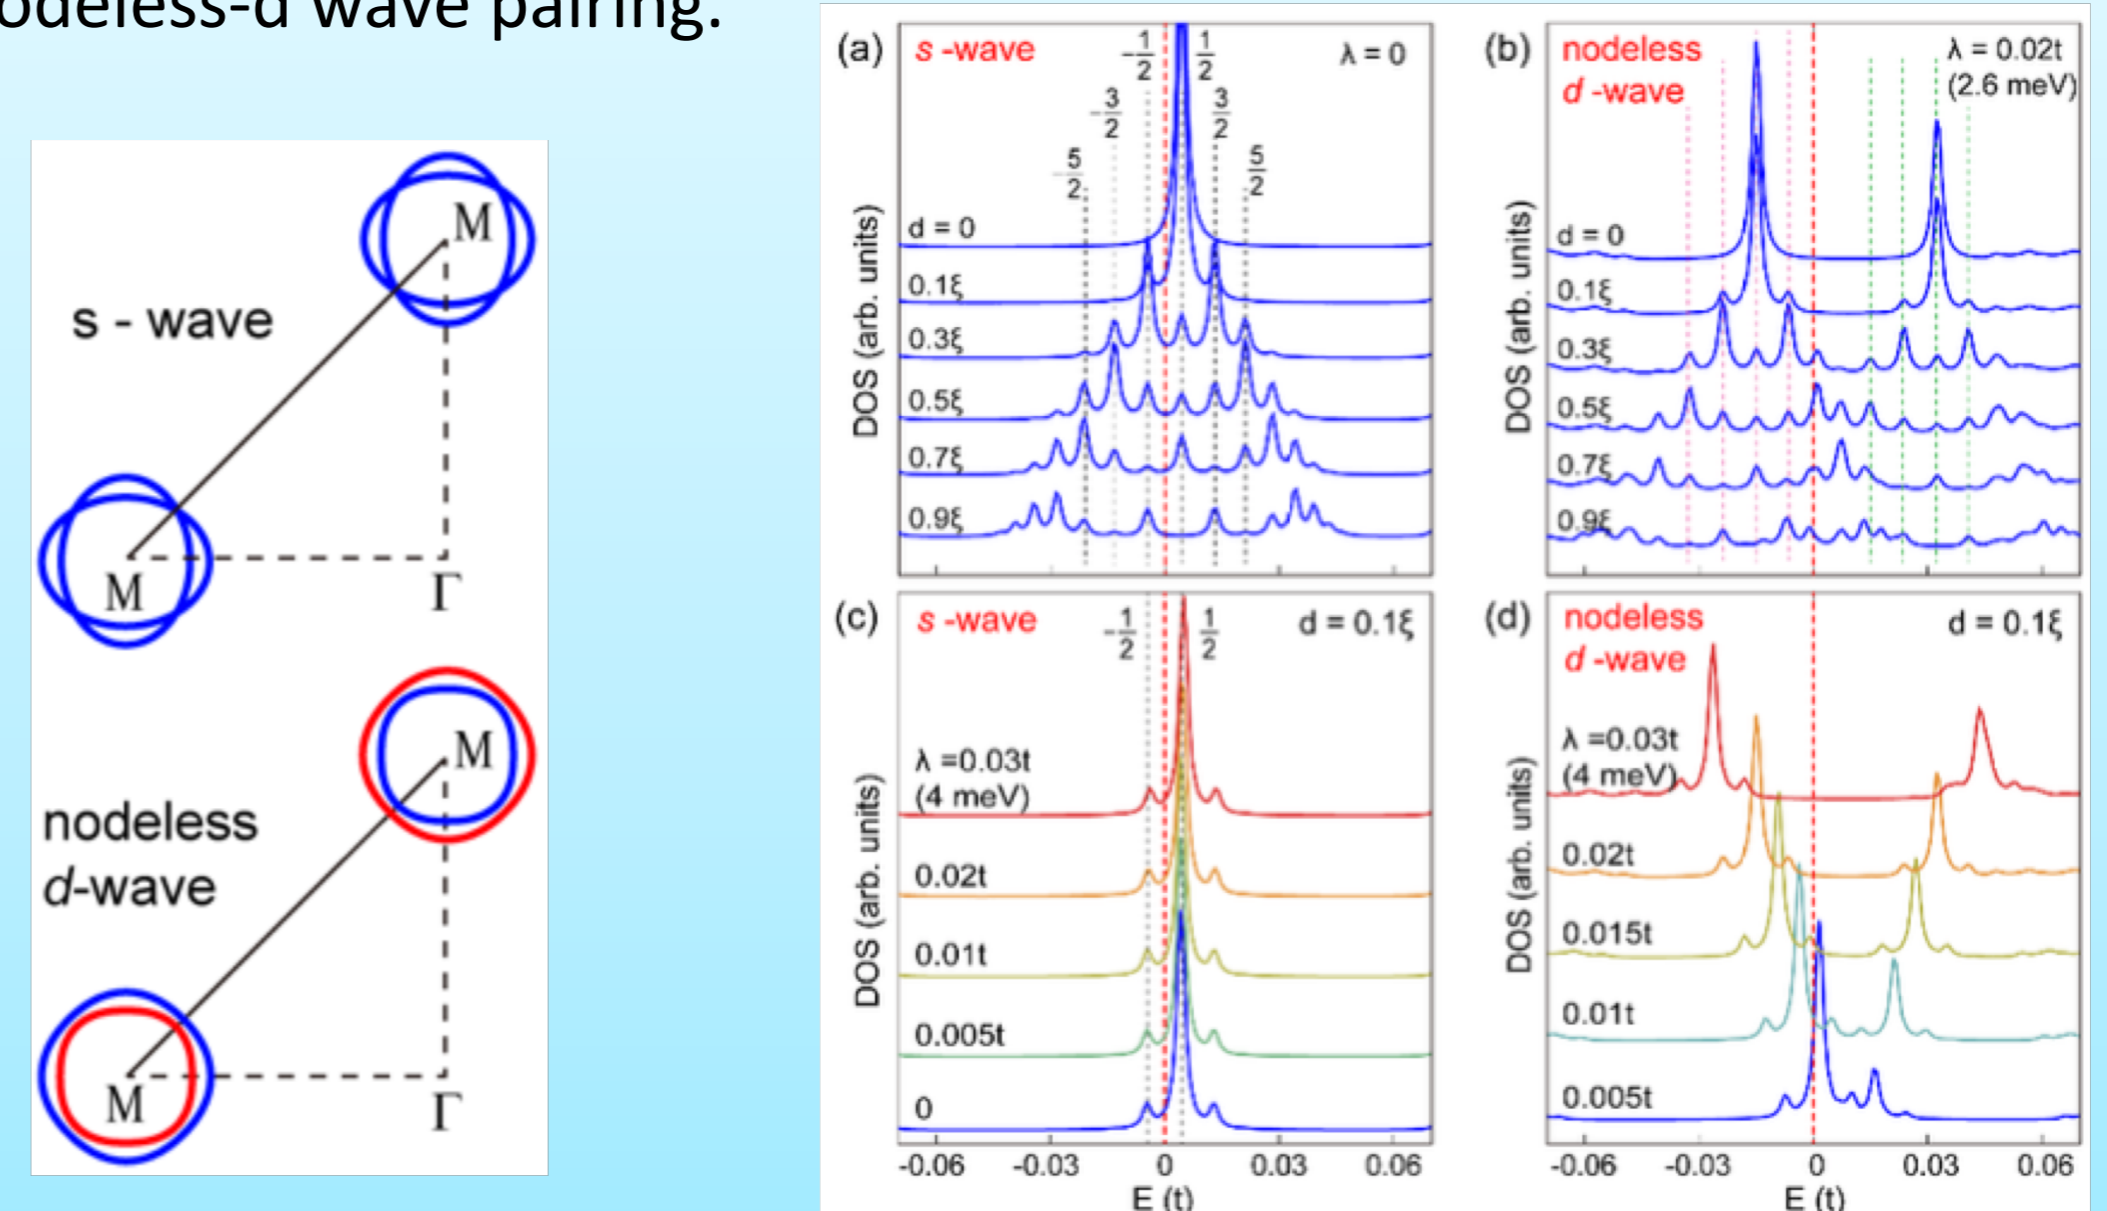 odeless-d wave pairing.
M
s - wave
M
Γ
M
nodeless
d-wave
M
Γ
(a)
s -wave
λ = 0
-1/2
1/2
-3/2
3/2
-5/2
5/2
DOS (arb. units)
d = 0
0.1ξ
0.3ξ
0.5ξ
0.7ξ
0.9ξ
(b)
nodeless
d -wave
λ = 0.02t
(2.6 meV)
DOS (arb. units)
d = 0
0.1ξ
0.3ξ
0.5ξ
0.7ξ
0.9ξ
(c)
s -wave
-1/2
1/2
d = 0.1ξ
DOS (arb. units)
λ =0.03t
(4 meV)
0.02t
0.01t
0.005t
0
-0.06 -0.03 0 0.03 0.06
E (t)
(d)
nodeless
d -wave
d = 0.1ξ
DOS (arb. units)
λ =0.03t
(4 meV)
0.02t
0.015t
0.01t
0.005t
-0.06 -0.03 0 0.03 0.06
E (t)